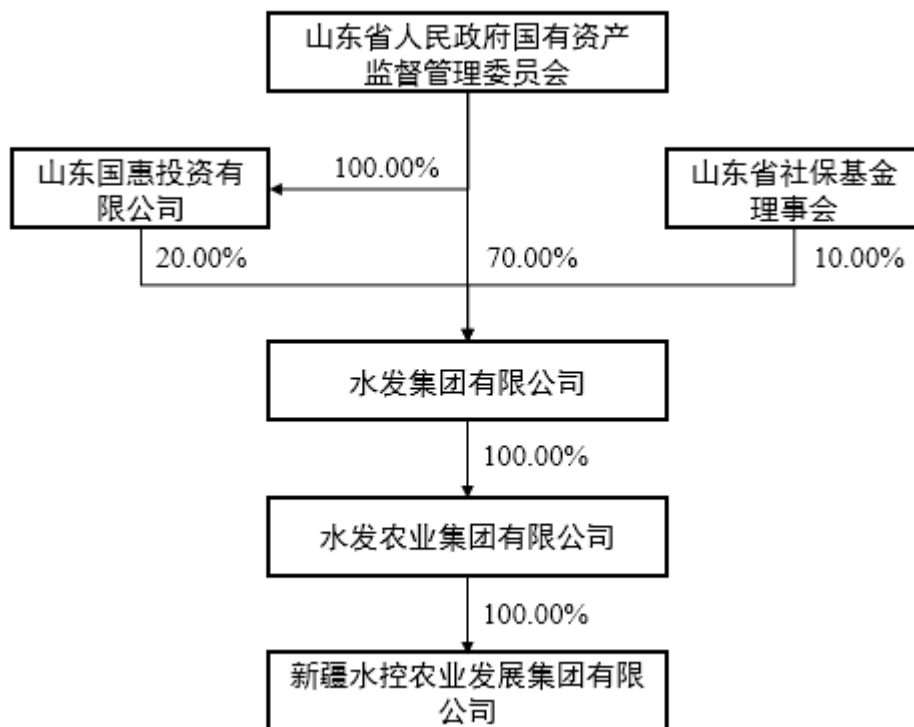 山东省人民政府国有资产
监督管理委员会
山东国惠投资有
限公司
100.00%
山东省社保基金
理事会
20.00%
70.00%
10.00%
水发集团有限公司
100.00%
水发农业集团有限公司
100.00%
新疆水控农业发展集团有限
公司